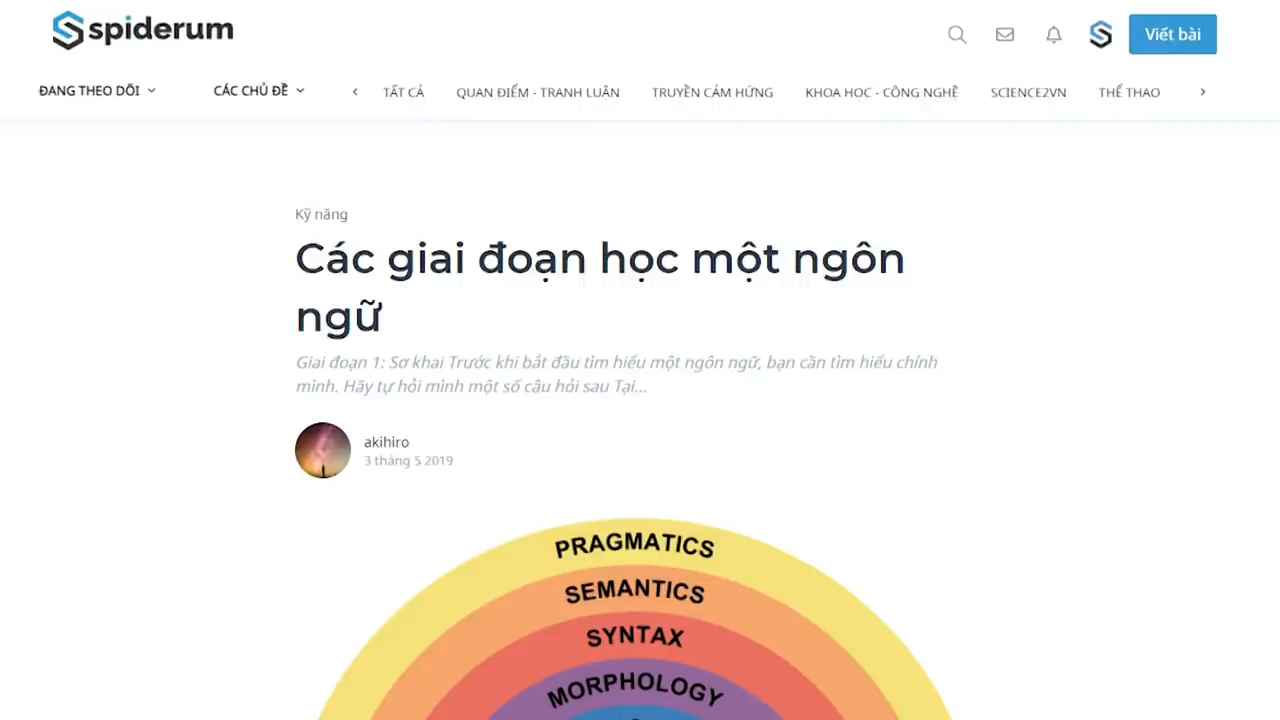 spiderum
Viết bài
ĐANG THEO DÕI
CÁC CHỦ ĐỀ
TẤT CẢ
QUAN ĐIỂM - TRANH LUẬN
TRUYỀN CẢM HỨNG
KHOA HỌC - CÔNG NGHỆ
SCIENCE2VN
THỂ THAO
Kỹ năng
Các giai đoạn học một ngôn
ngữ
Giai đoạn 1: Sơ khai Trước khi bắt đầu tìm hiểu một ngôn ngữ, bạn cần tìm hiểu chính
mình. Hãy tự hỏi mình một số câu hỏi sau Tại...
akihiro
3 tháng 5 2019
PRAGMATICS
SEMANTICS
SYNTAX
MORPHOLOGY